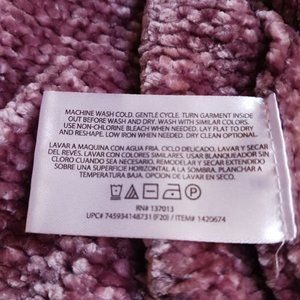 MACHINE WASH COLD. GENTLE CYCLE. TURN GARMENT INSIDE
OUT BEFORE WASH AND DRY. WASH WITH SIMILAR COLORS.
USE NON-CHLORINE BLEACH WHEN NEEDED. LAY FLAT TO DRY
AND RESHAPE. LOW IRON WHEN NEEDED. DRY CLEAN OPTIONAL.
LAVAR A MAQUINA CON AGUA FRIA. CICLO DELICADO. LAVAR Y SECAR
DEL REVES. LAVAR CON COLORES SIMILARES. USAR BLANQUEADOR SIN
CLORO CUANDO SEA NECESARIO. REMODELAR Y SECAR EXTENDIDO
SOBRE UNA SUPERFICIE HORIZONTAL A LA SOMBRA. PLANCHAR A
TEMPERATURA BAJA. OPCION DE LAVAR EN SECO.
RN# 137013
UPC# 745934148731 (F20) / ITEM# 1420674